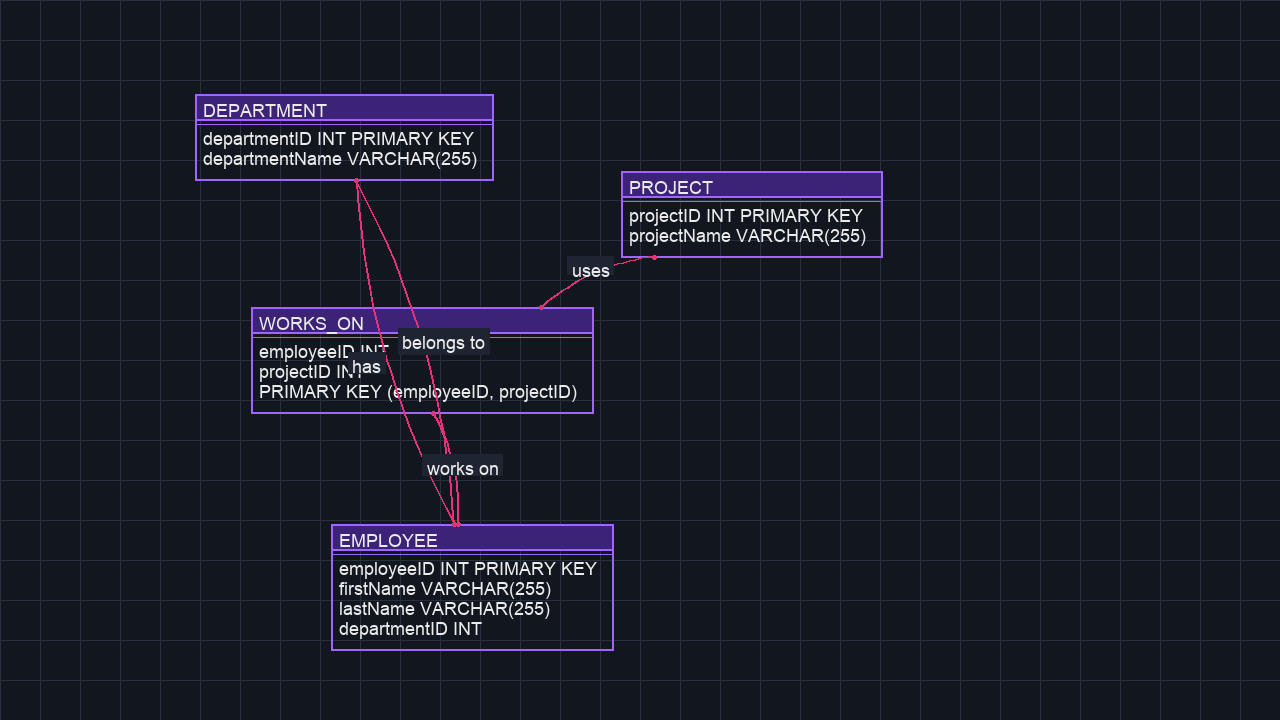 DEPARTMENT
departmentID INT PRIMARY KEY
departmentName VARCHAR(255)
PROJECT
projectID INT PRIMARY KEY
projectName VARCHAR(255)
uses
WORKS_ON
employeeID INT
projectID INT
PRIMARY KEY (employeeID, projectID)
belongs to
has
works on
EMPLOYEE
employeeID INT PRIMARY KEY
firstName VARCHAR(255)
lastName VARCHAR(255)
departmentID INT